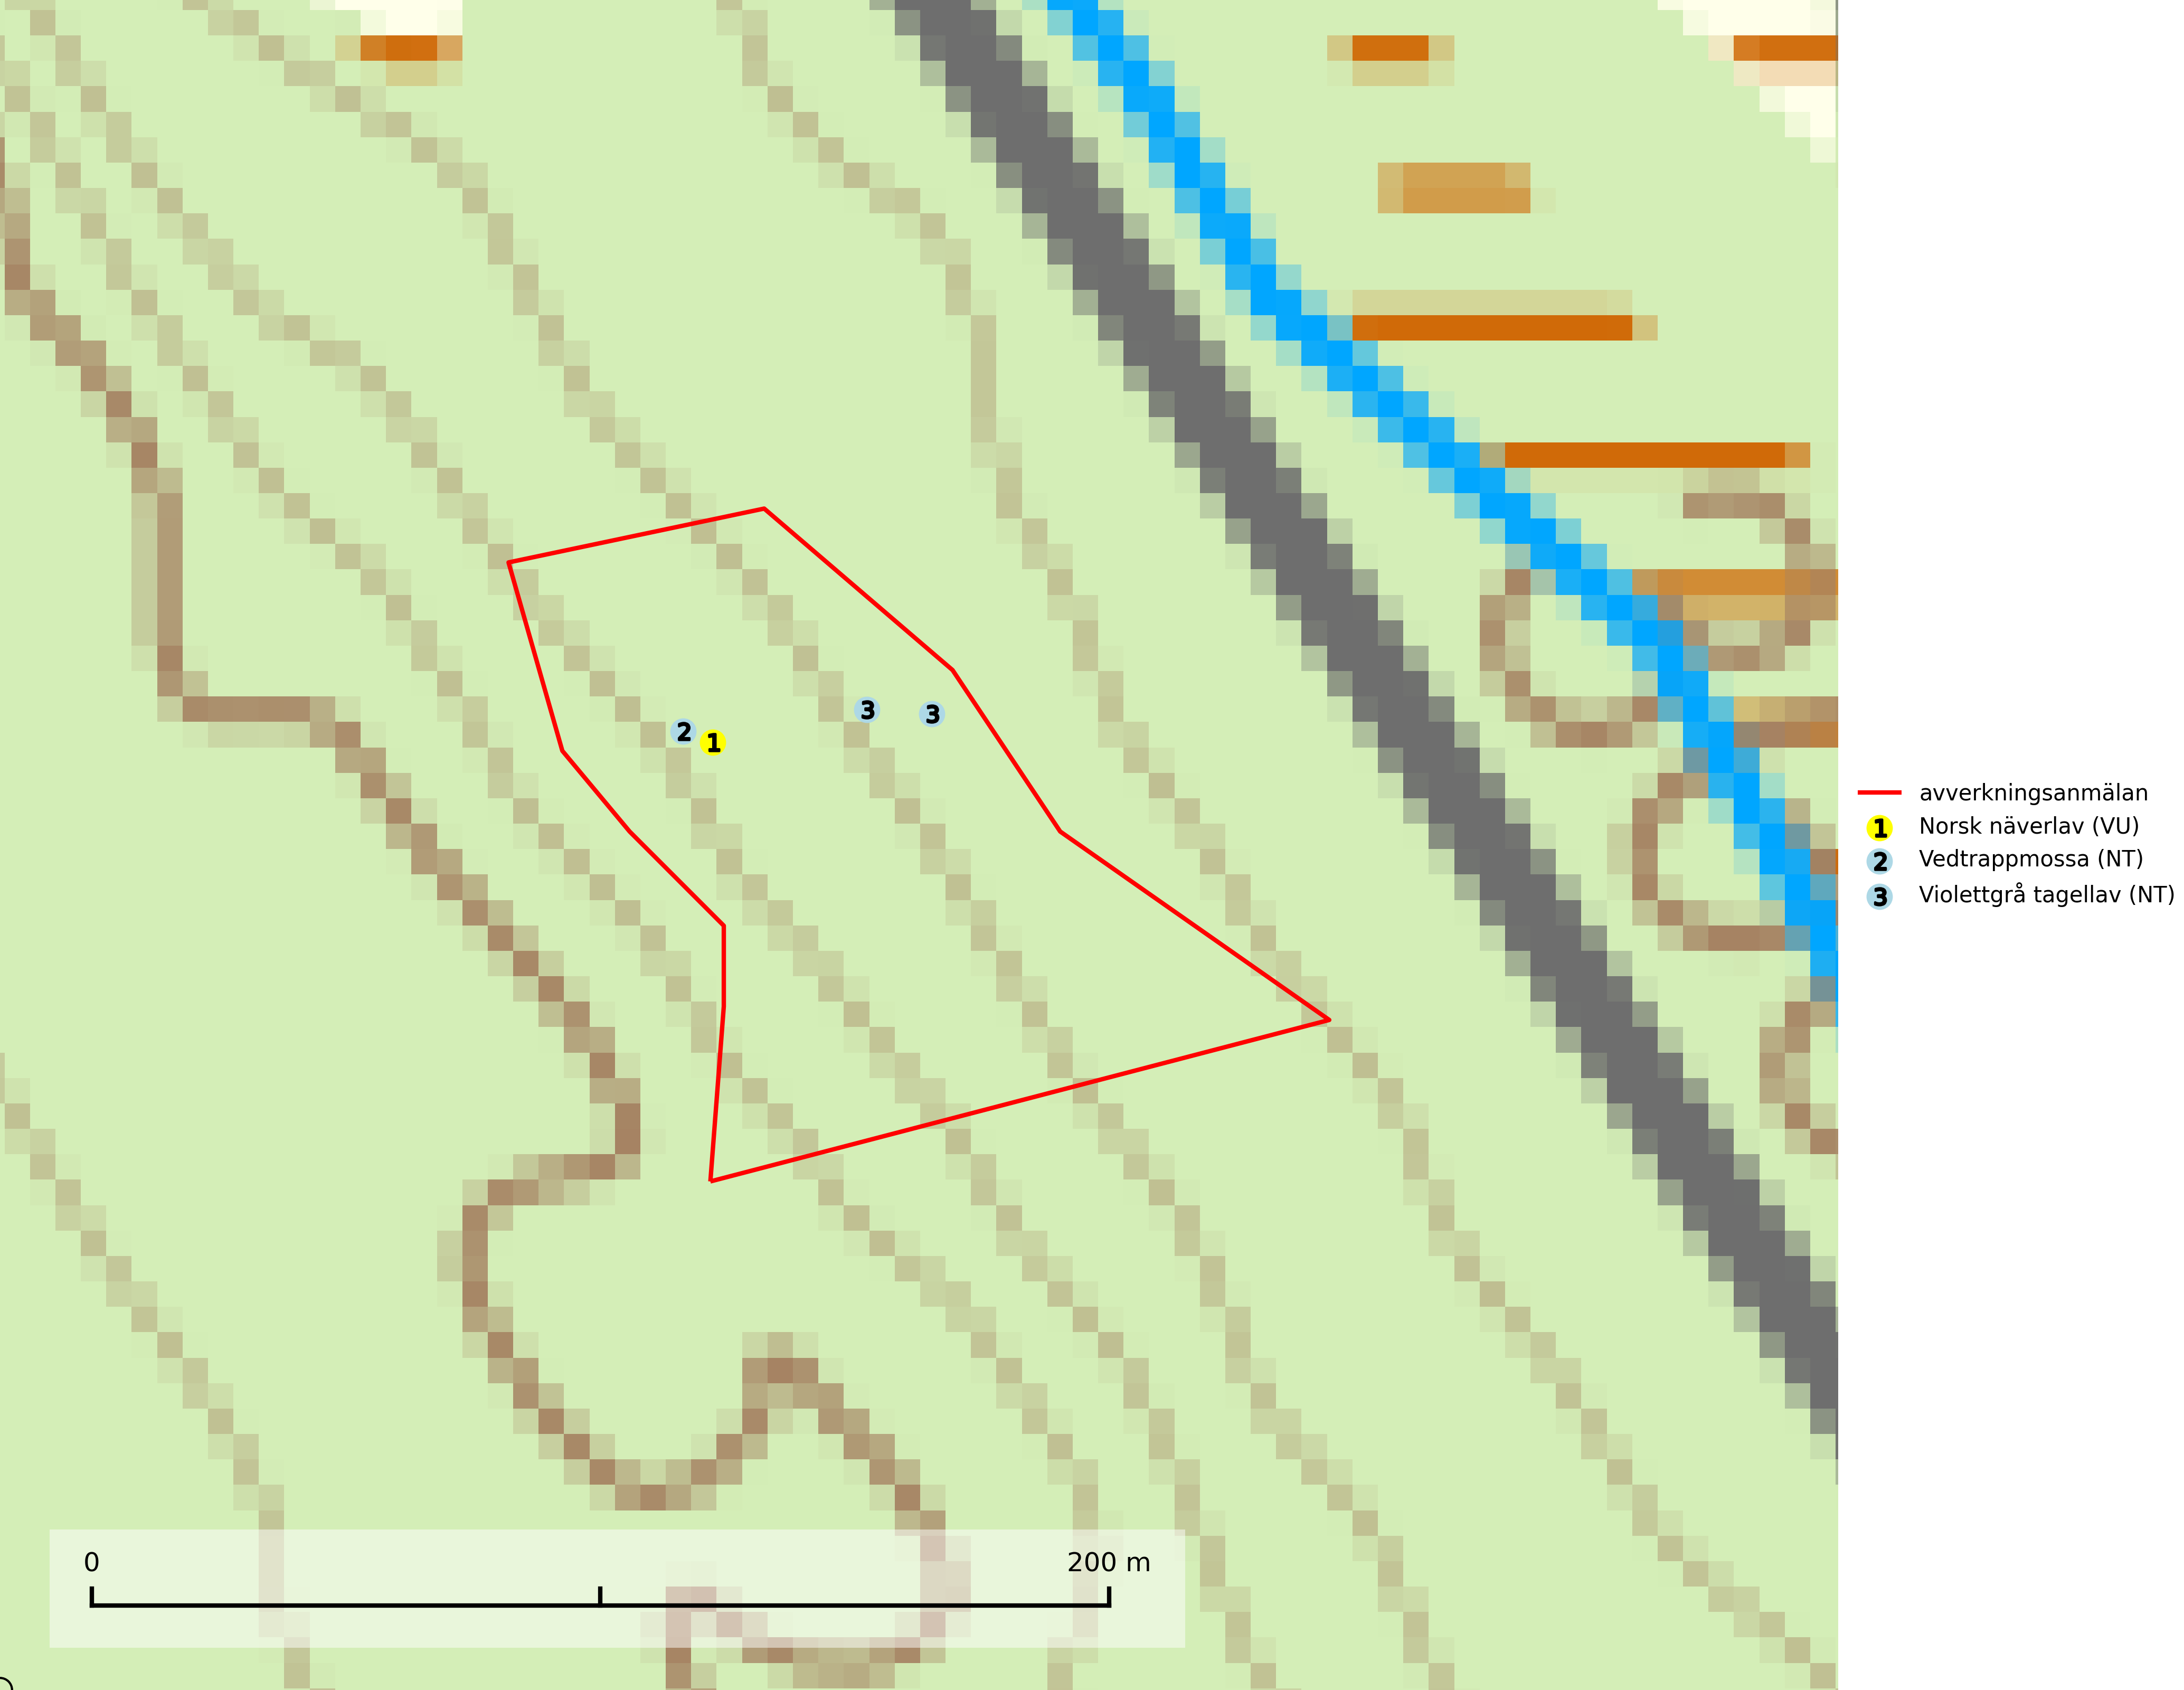 3
3
2
1
avverkningsanmälan
1 Norsk näverlav (VU)
2 Vedtrappmossa (NT)
3 Violettgrå tagellav (NT)
0 200 m